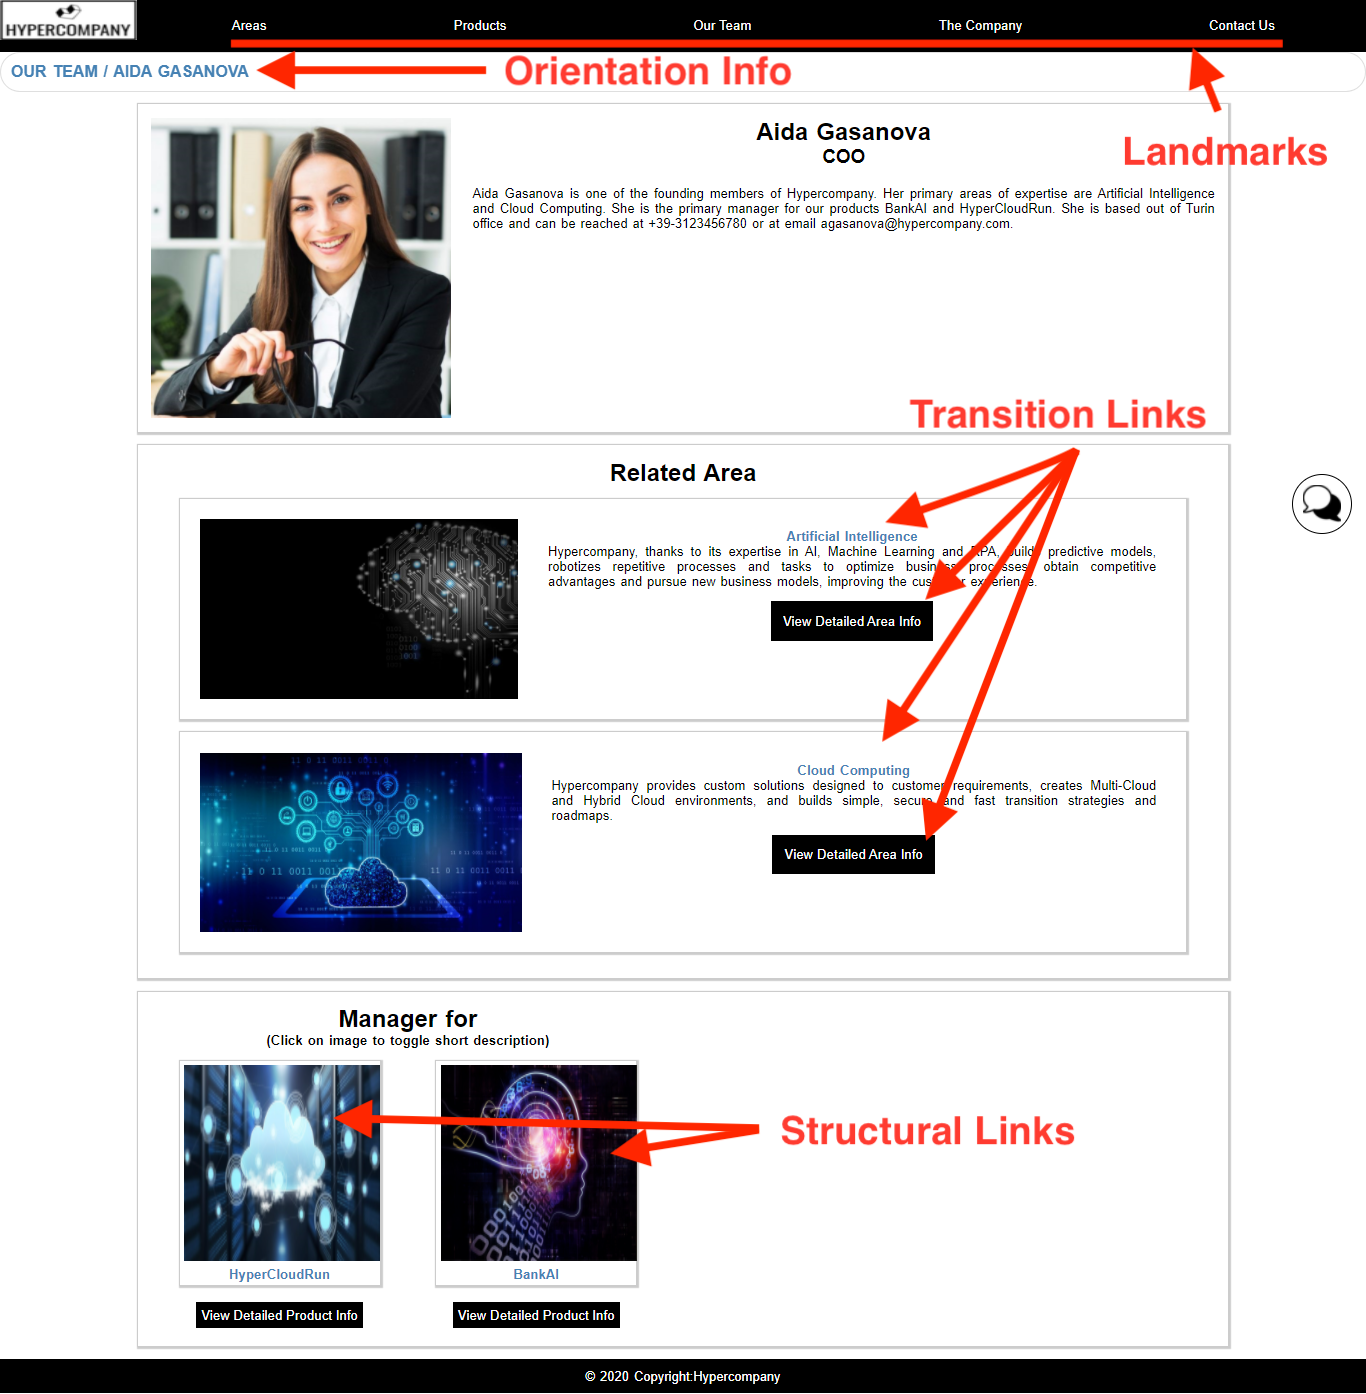 HYPERCOMPANY
Areas Products Our Team The Company Contact Us
OUR TEAM / AIDA GASANOVA
Orientation Info
Landmarks
Aida Gasanova
COO
Aida Gasanova is one of the founding members of Hypercompany. Her primary areas of expertise are Artificial Intelligence
and Cloud Computing. She is the primary manager for our products BankAI and HyperCloudRun. She is based out of Turin
office and can be reached at +39-3123456780 or at email agasanova@hypercompany.com.
Transition Links
Related Area
Artificial Intelligence
Hypercompany, thanks to its expertise in AI, Machine Learning and RPA, builds predictive models,
robotizes repetitive processes and tasks to optimize business processes, obtain competitive
advantages and pursue new business models, improving the customer experience.
View Detailed Area Info
Cloud Computing
Hypercompany provides custom solutions designed to customer requirements, creates Multi-Cloud
and Hybrid Cloud environments, and builds simple, secure and fast transition strategies and
roadmaps.
View Detailed Area Info
Manager for
(Click on image to toggle short description)
Structural Links
HyperCloudRun BankAI
View Detailed Product Info View Detailed Product Info
© 2020 Copyright:Hypercompany